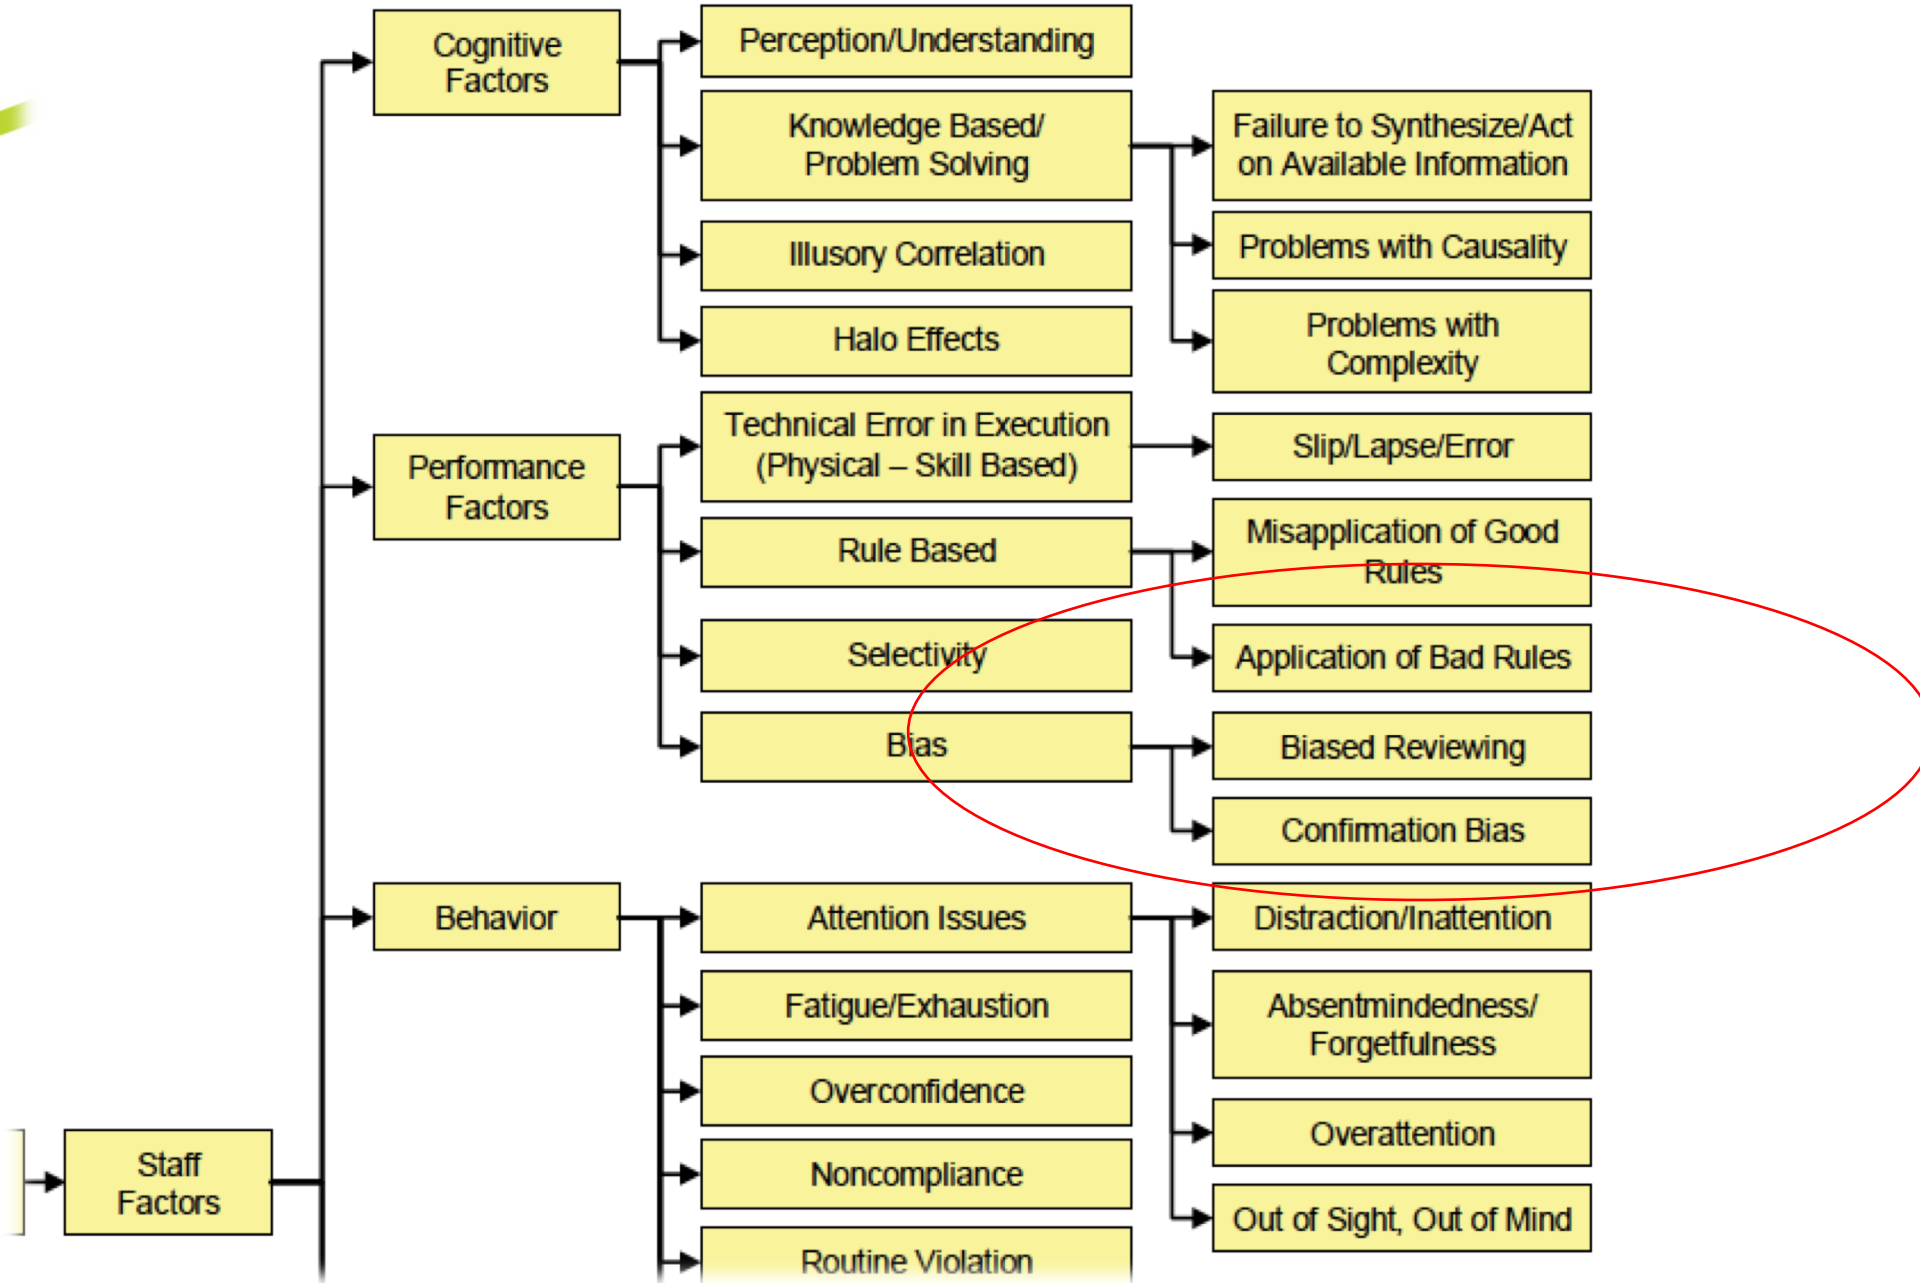 Cognitive
Factors
Perception/Understanding
Knowledge Based/
Problem Solving
Failure to Synthesize/Act
on Available Information
Illusory Correlation
Problems with Causality
Halo Effects
Problems with
Complexity
Performance
Factors
Technical Error in Execution
(Physical – Skill Based)
Slip/Lapse/Error
Rule Based
Misapplication of Good
Rules
Selectivity
Application of Bad Rules
Bias
Biased Reviewing
Confirmation Bias
Behavior
Attention Issues
Distraction/Inattention
Fatigue/Exhaustion
Absentmindedness/
Forgetfulness
Overconfidence
Overattention
Staff
Factors
Noncompliance
Out of Sight, Out of Mind
Routine Violation